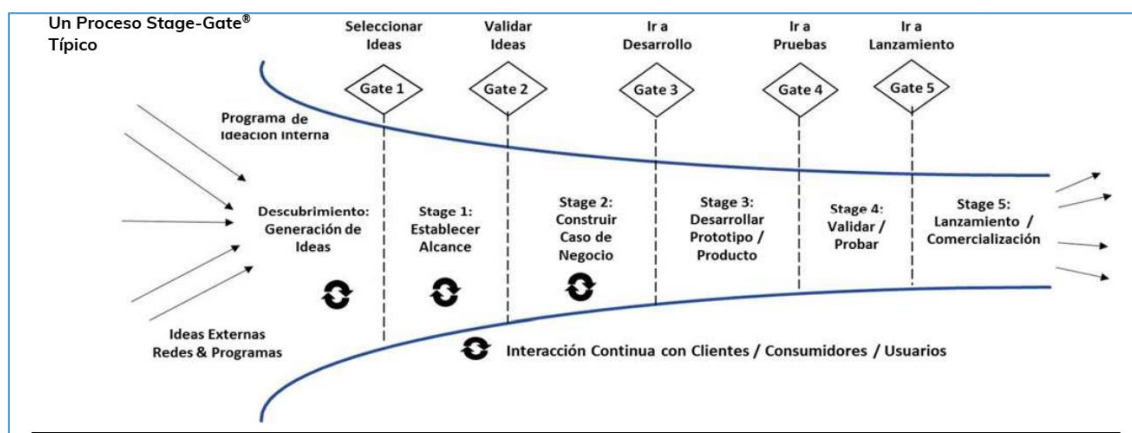 Un Proceso Stage-Gate®
Típico
Seleccionar
Ideas
Validar
Ideas
Ir a
Desarrollo
Ir a
Pruebas
Ir a
Lanzamiento
Gate 1
Gate 2
Gate 3
Gate 4
Gate 5
Programa de
Ideación Interna
Descubrimiento:
Generación de
Ideas
Stage 1:
Establecer
Alcance
Stage 2:
Construir
Caso de
Negocio
Stage 3:
Desarrollar
Prototipo /
Producto
Stage 4:
Validar /
Probar
Stage 5:
Lanzamiento /
Comercialización
Ideas Externas
Redes & Programas
Interacción Continua con Clientes / Consumidores / Usuarios